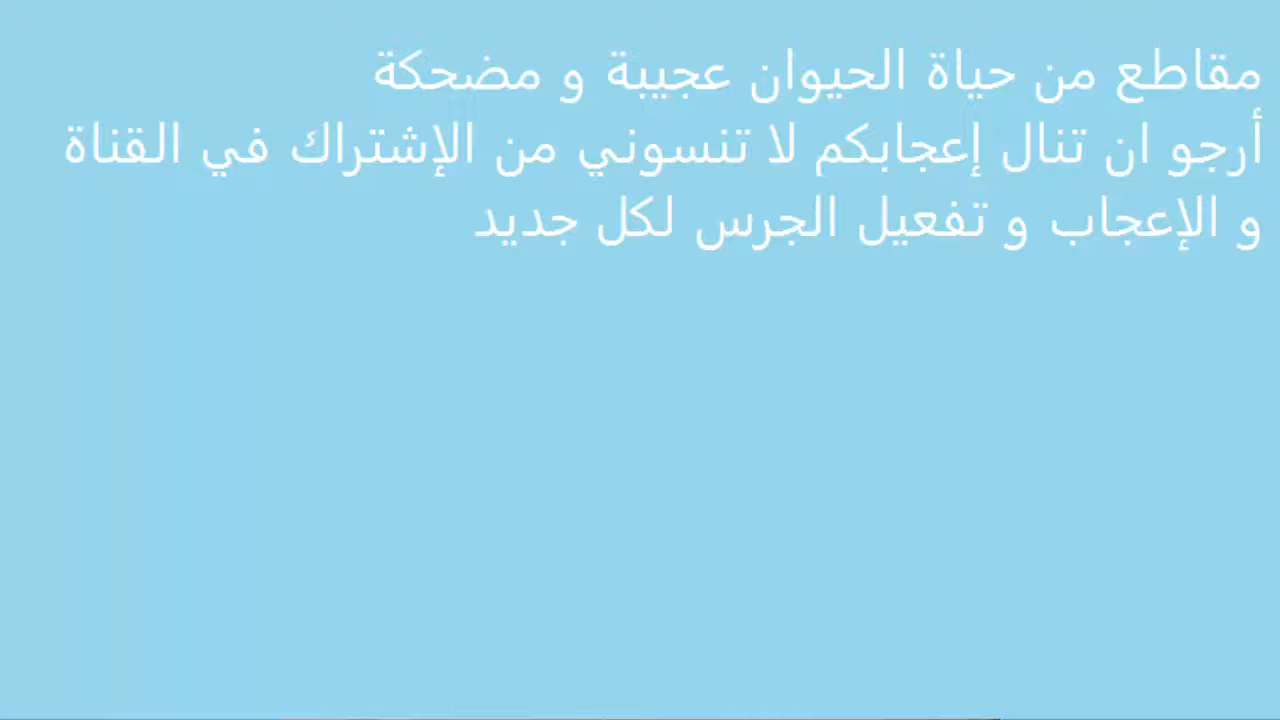 مقاطع من حياة الحيوان عجيبة و مضحكة
أرجو ان تنال إعجابكم لا تنسوني من الإشتراك في القناة
و الإعجاب و تفعيل الجرس لكل جديد